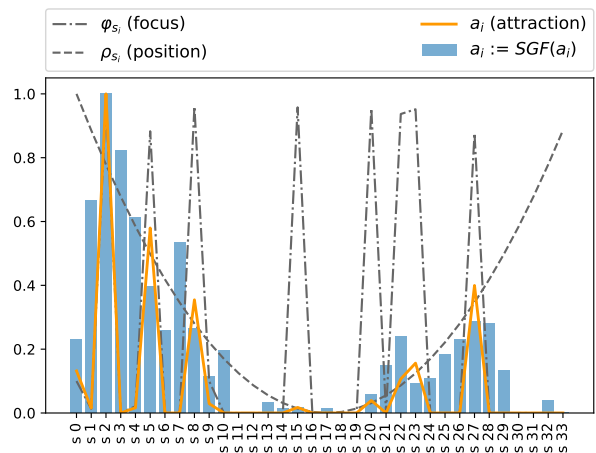 φ_{s_i} (focus)
ρ_{s_i} (position)
a_i (attraction)
a_i := SGF(a_i)
1.0
0.8
0.6
0.4
0.2
0.0
s 0
s 1
s 2
s 3
s 4
s 5
s 6
s 7
s 8
s 9
s 10
s 11
s 12
s 13
s 14
s 15
s 16
s 17
s 18
s 19
s 20
s 21
s 22
s 23
s 24
s 25
s 26
s 27
s 28
s 29
s 30
s 31
s 32
s 33